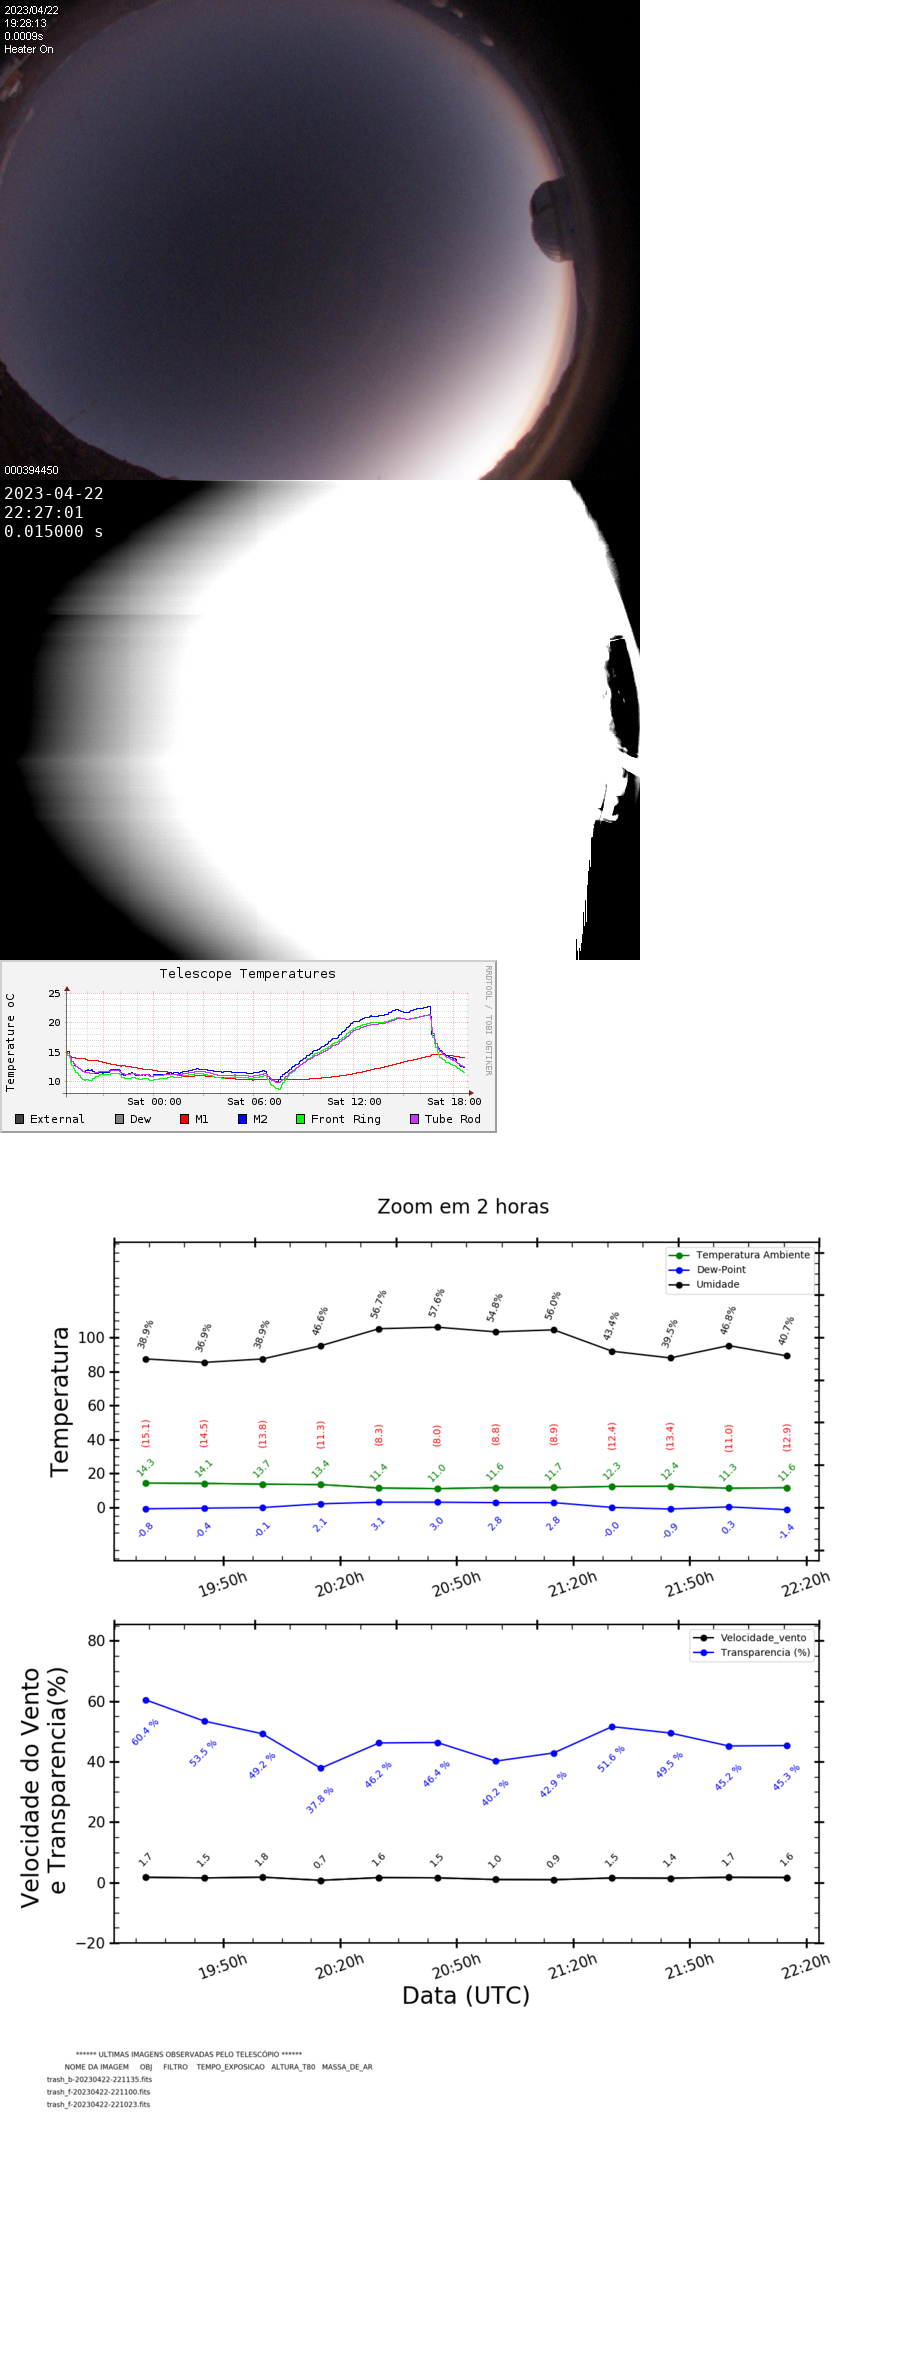 2023/04/22
19:28:13
0.0009s
Heater On
000394450
2023-04-22
22:27:01
0.015000 s
Telescope Temperatures
RRDTOOL / TOBI OETIKER
Temperature oC
25
20
15
10
Sat 00:00 Sat 06:00 Sat 12:00 Sat 18:00
External Dew M1 M2 Front Ring Tube Rod
Zoom em 2 horas
Temperatura Ambiente
Dew-Point
Umidade
Temperatura
100
80
60
40
20
0
38.9% 36.9% 38.9% 46.6% 56.7% 57.6% 54.8% 56.0% 43.4% 39.5% 46.8% 40.7%
(15.1) (14.5) (13.8) (11.3) (8.3) (8.0) (8.8) (8.9) (12.4) (13.4) (11.0) (12.9)
14.3 14.1 13.7 13.4 11.4 11.0 11.6 11.7 12.3 12.4 11.3 11.6
-0.8 -0.4 -0.1 2.1 3.1 3.0 2.8 2.8 -0.0 -0.9 0.3 -1.4
19:50h 20:20h 20:50h 21:20h 21:50h 22:20h
Velocidade_vento
Transparencia (%)
Velocidade do Vento
e Transparencia(%)
80
60
40
20
0
−20
60.4 % 53.5 % 49.2 % 37.8 % 46.2 % 46.4 % 40.2 % 42.9 % 51.6 % 49.5 % 45.2 % 45.3 %
1.7 1.5 1.8 0.7 1.6 1.5 1.0 0.9 1.5 1.4 1.7 1.6
19:50h 20:20h 20:50h 21:20h 21:50h 22:20h
Data (UTC)
****** ULTIMAS IMAGENS OBSERVADAS PELO TELESCÓPIO ******
NOME DA IMAGEM OBJ FILTRO TEMPO_EXPOSICAO ALTURA_T80 MASSA_DE_AR
trash_b-20230422-221135.fits
trash_f-20230422-221100.fits
trash_f-20230422-221023.fits